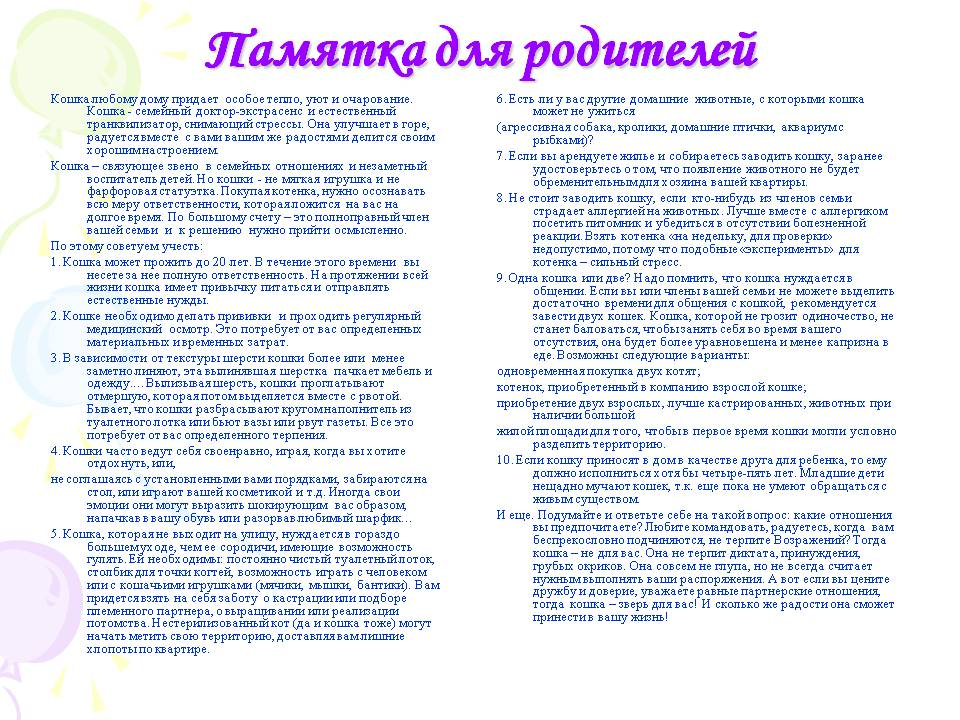 Памятка для родителей
Кошка любому дому придает особое тепло, уют и очарование.
Кошка - семейный доктор-экстрасенс и естественный
транквилизатор, снимающий стрессы. Она улучшает в горе,
радуется вместе с вами вашим же радостям и делится своим
хорошим настроением.
Кошка – связующее звено в семейных отношениях и незаметный
воспитатель детей. Но кошки - не мягкая игрушка и не
фарфоровая статуэтка. Покупая котенка, нужно осознавать
всю меру ответственности, которая ложится на вас на
долгое время. По большому счету – это полноправный член
вашей семьи и к решению нужно прийти осмысленно.
По этому советуем учесть:
1. Кошка может прожить до 20 лет. В течение этого времени вы
несете за нее полную ответственность. На протяжении всей
жизни кошка имеет привычку питаться и отправлять
естественные нужды.
2. Кошке необходимо делать прививки и проходить регулярный
медицинский осмотр. Это потребует от вас определенных
материальных и временных затрат.
3. В зависимости от текстуры шерсти кошки более или менее
заметно линяют, эта вылинявшая шерстка пачкает мебель и
одежду.… Вылизывая шерсть, кошки проглатывают
отмершую, которая потом выделяется вместе с рвотой.
Бывает, что кошки разбрасывают кругом наполнитель из
туалетного лотка или бьют вазы или рвут газеты. Все это
потребует от вас определенного терпения.
4. Кошки часто ведут себя своенравно, играя, когда вы хотите
отдохнуть, или,
не соглашаясь с установленными вами порядками, забираются на
стол, или играют вашей косметикой и т.д. Иногда свои
эмоции они могут выразить шокирующим вас образом,
напачкав в вашу обувь или разорвав любимый шарфик…
5. Кошка, которая не выходит на улицу, нуждается в гораздо
большем уходе, чем ее сородичи, имеющие возможность
гулять. Ей необходимы: постоянно чистый туалетный лоток,
столбик для точки когтей, возможность играть с человеком
или с кошачьими игрушками (мячики, мышки, бантики). Вам
придется взять на себя заботу о кастрации или подборе
племенного партнера, о выращивании или реализации
потомства. Нестерилизованный кот (да и кошка тоже) могут
начать метить свою территорию, доставляя вам лишние
хлопоты по квартире.
6. Есть ли у вас другие домашние животные, с которыми кошка
может не ужиться
(агрессивная собака, кролики, домашние птички, аквариум с
рыбками)?
7. Если вы арендуете жилье и собираетесь заводить кошку, заранее
удостоверьтесь о том, что появление животного не будет
обременительным для хозяина вашей квартиры.
8. Не стоит заводить кошку, если кто-нибудь из членов семьи
страдает аллергией на животных. Лучше вместе с аллергиком
посетить питомник и убедиться в отсутствии болезненной
реакции. Взять котенка «на недельку, для проверки»
недопустимо, потому что подобные «эксперименты» для
котенка – сильный стресс.
9. Одна кошка или две? Надо помнить, что кошка нуждается в
общении. Если вы или члены вашей семьи не можете выделить
достаточно времени для общения с кошкой, рекомендуется
завести двух кошек. Кошка, которой не грозит одиночество, не
станет баловаться, чтобы занять себя во время вашего
отсутствия, она будет более уравновешена и менее капризна в
еде. Возможны следующие варианты:
одновременная покупка двух котят;
котенок, приобретенный в компанию взрослой кошке;
приобретение двух взрослых, лучше кастрированных, животных при
наличии большой
жилой площади для того, чтобы в первое время кошки могли условно
разделить территорию.
10. Если кошку приносят в дом в качестве друга для ребенка, то ему
должно исполниться хотя бы четыре-пять лет. Младшие дети
нещадно мучают кошек, т.к. еще пока не умеют обращаться с
живым существом.
И еще. Подумайте и ответьте себе на такой вопрос: какие отношения
вы предпочитаете? Любите командовать, радуетесь, когда вам
беспрекословно подчиняются, не терпите Возражений? Тогда
кошка – не для вас. Она не терпит диктата, принуждения,
грубых окриков. Она совсем не глупа, но не всегда считает
нужным выполнять ваши распоряжения. А вот если вы цените
дружбу и доверие, уважаете равные партнерские отношения,
тогда кошка – зверь для вас! И сколько же радости она сможет
принести в вашу жизнь!